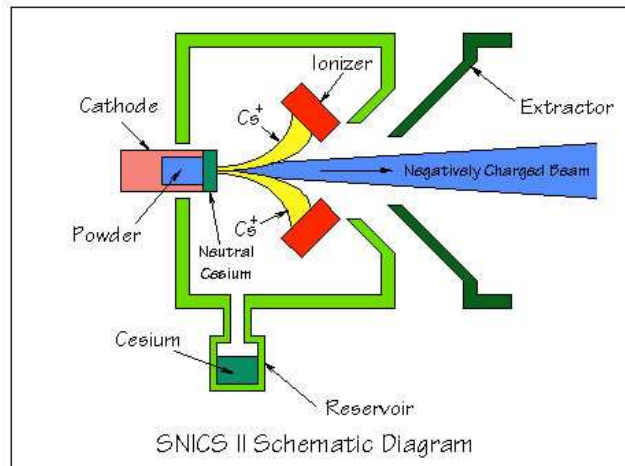 Ionizer
Cs+
Cathode
Extractor
Negatively Charged Beam
Powder
Neutral
Cesium
Cs+
Cesium
Reservoir
SNICS II Schematic Diagram